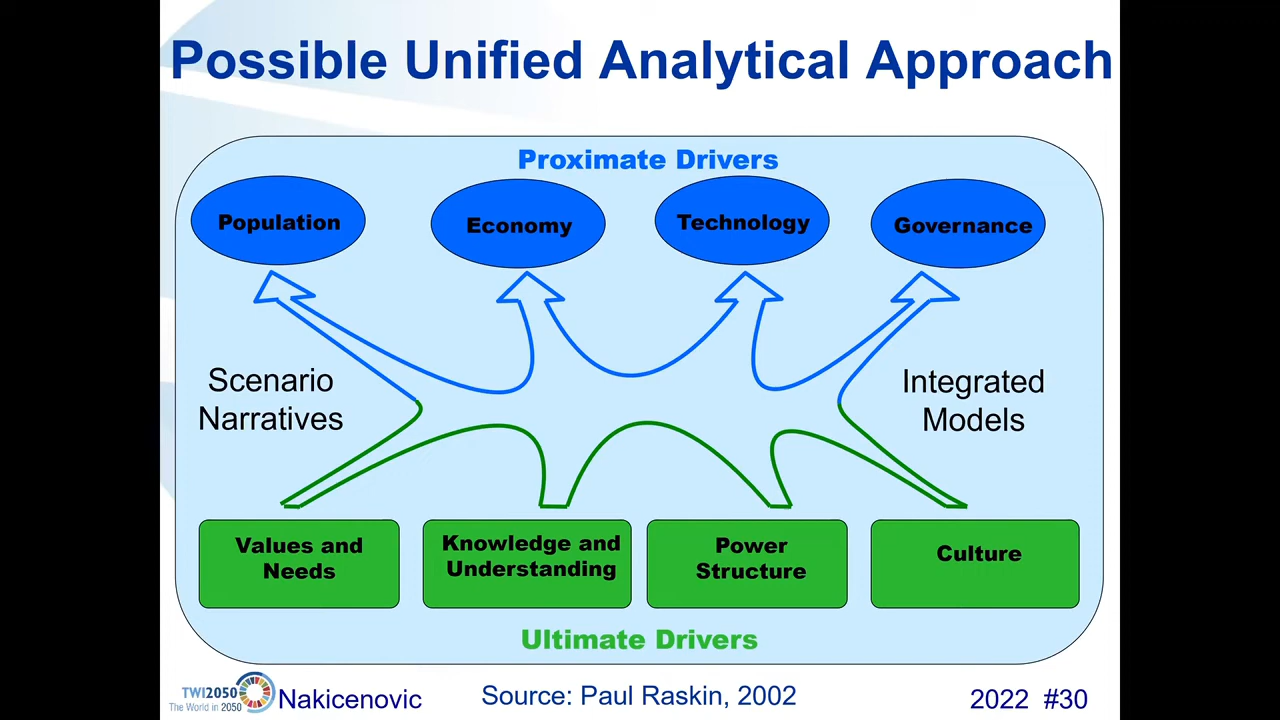 Possible Unified Analytical Approach
Proximate Drivers
Population
Economy
Technology
Governance
Scenario
Narratives
Integrated
Models
Values and
Needs
Knowledge and
Understanding
Power
Structure
Culture
Ultimate Drivers
TWI2050
The World in 2050
Nakicenovic
Source: Paul Raskin, 2002
2022 #30